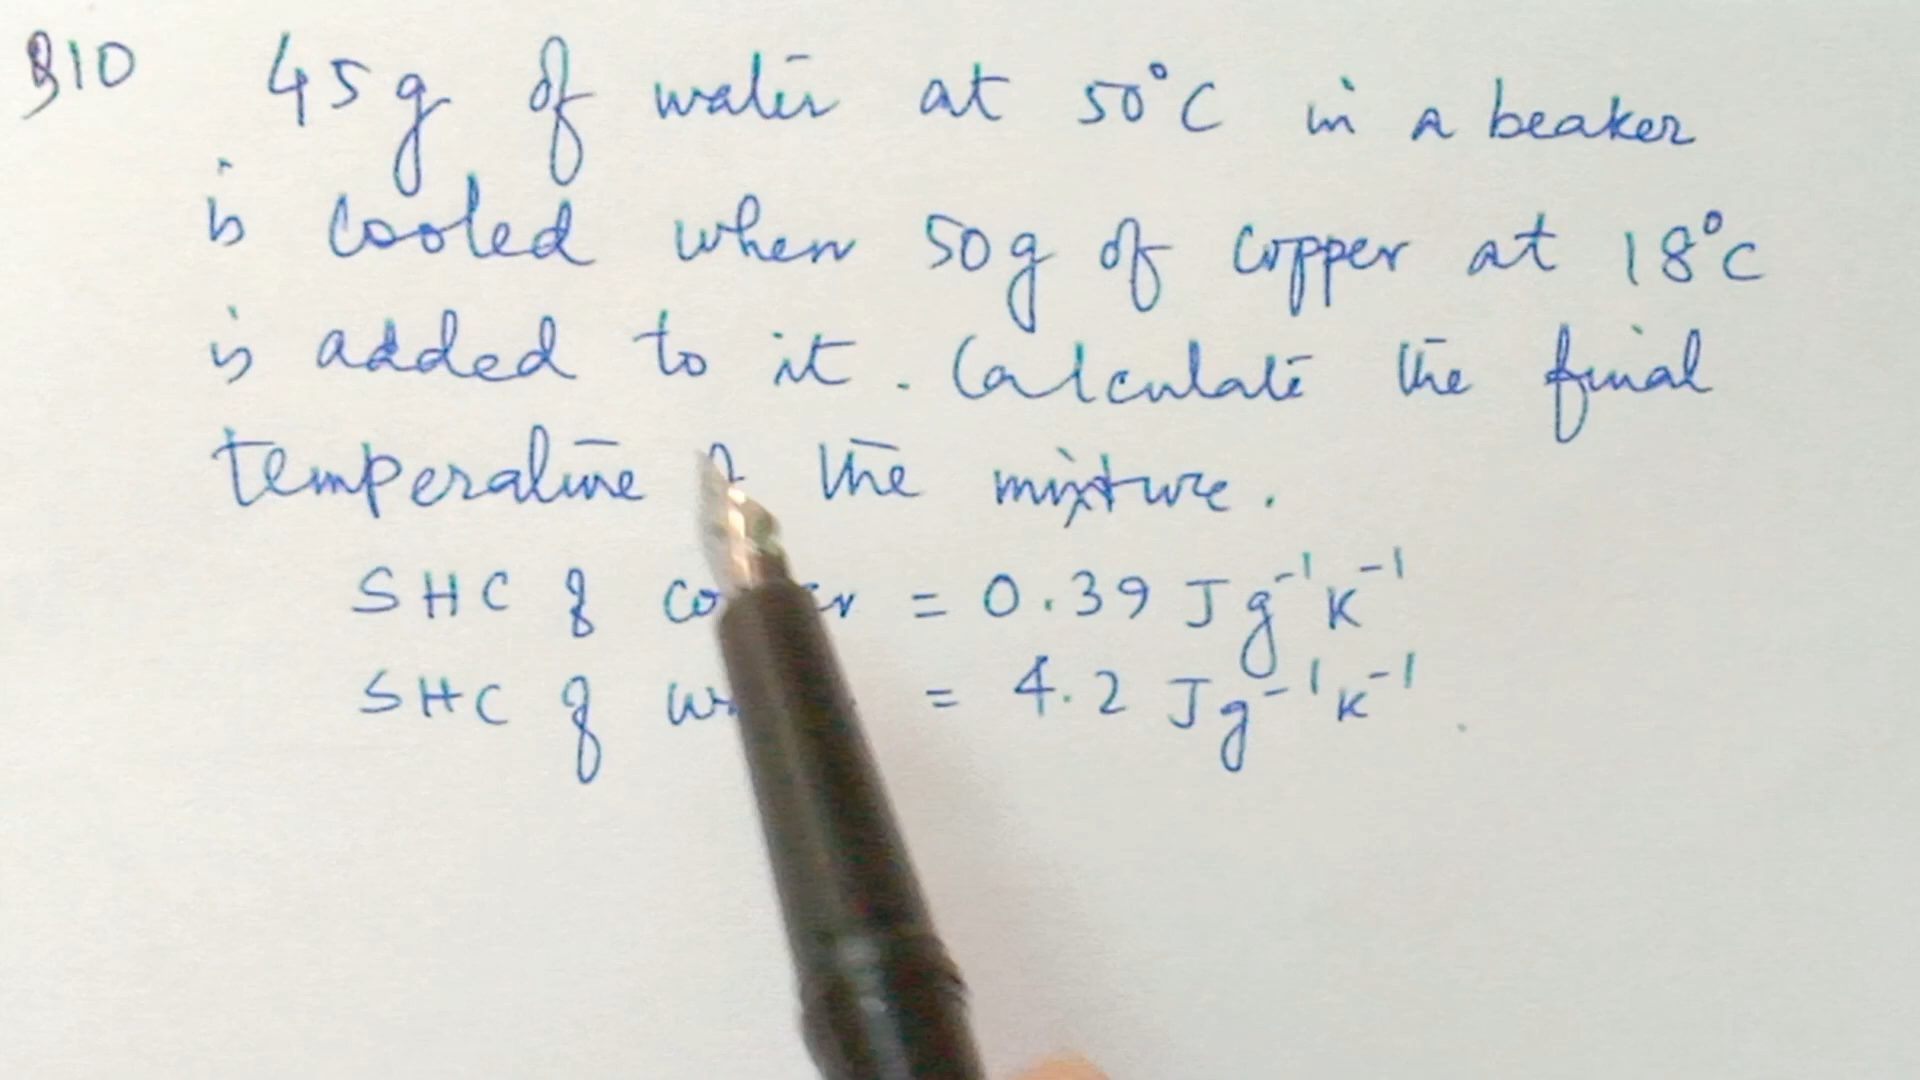 Q10 45g of water at 50°C in a beaker
is cooled when 50g of copper at 18°C
is added to it. Calculate the final
temperature the mixture.
SHC of = 0.39 Jg⁻¹K⁻¹
SHC of = 4.2 Jg⁻¹K⁻¹